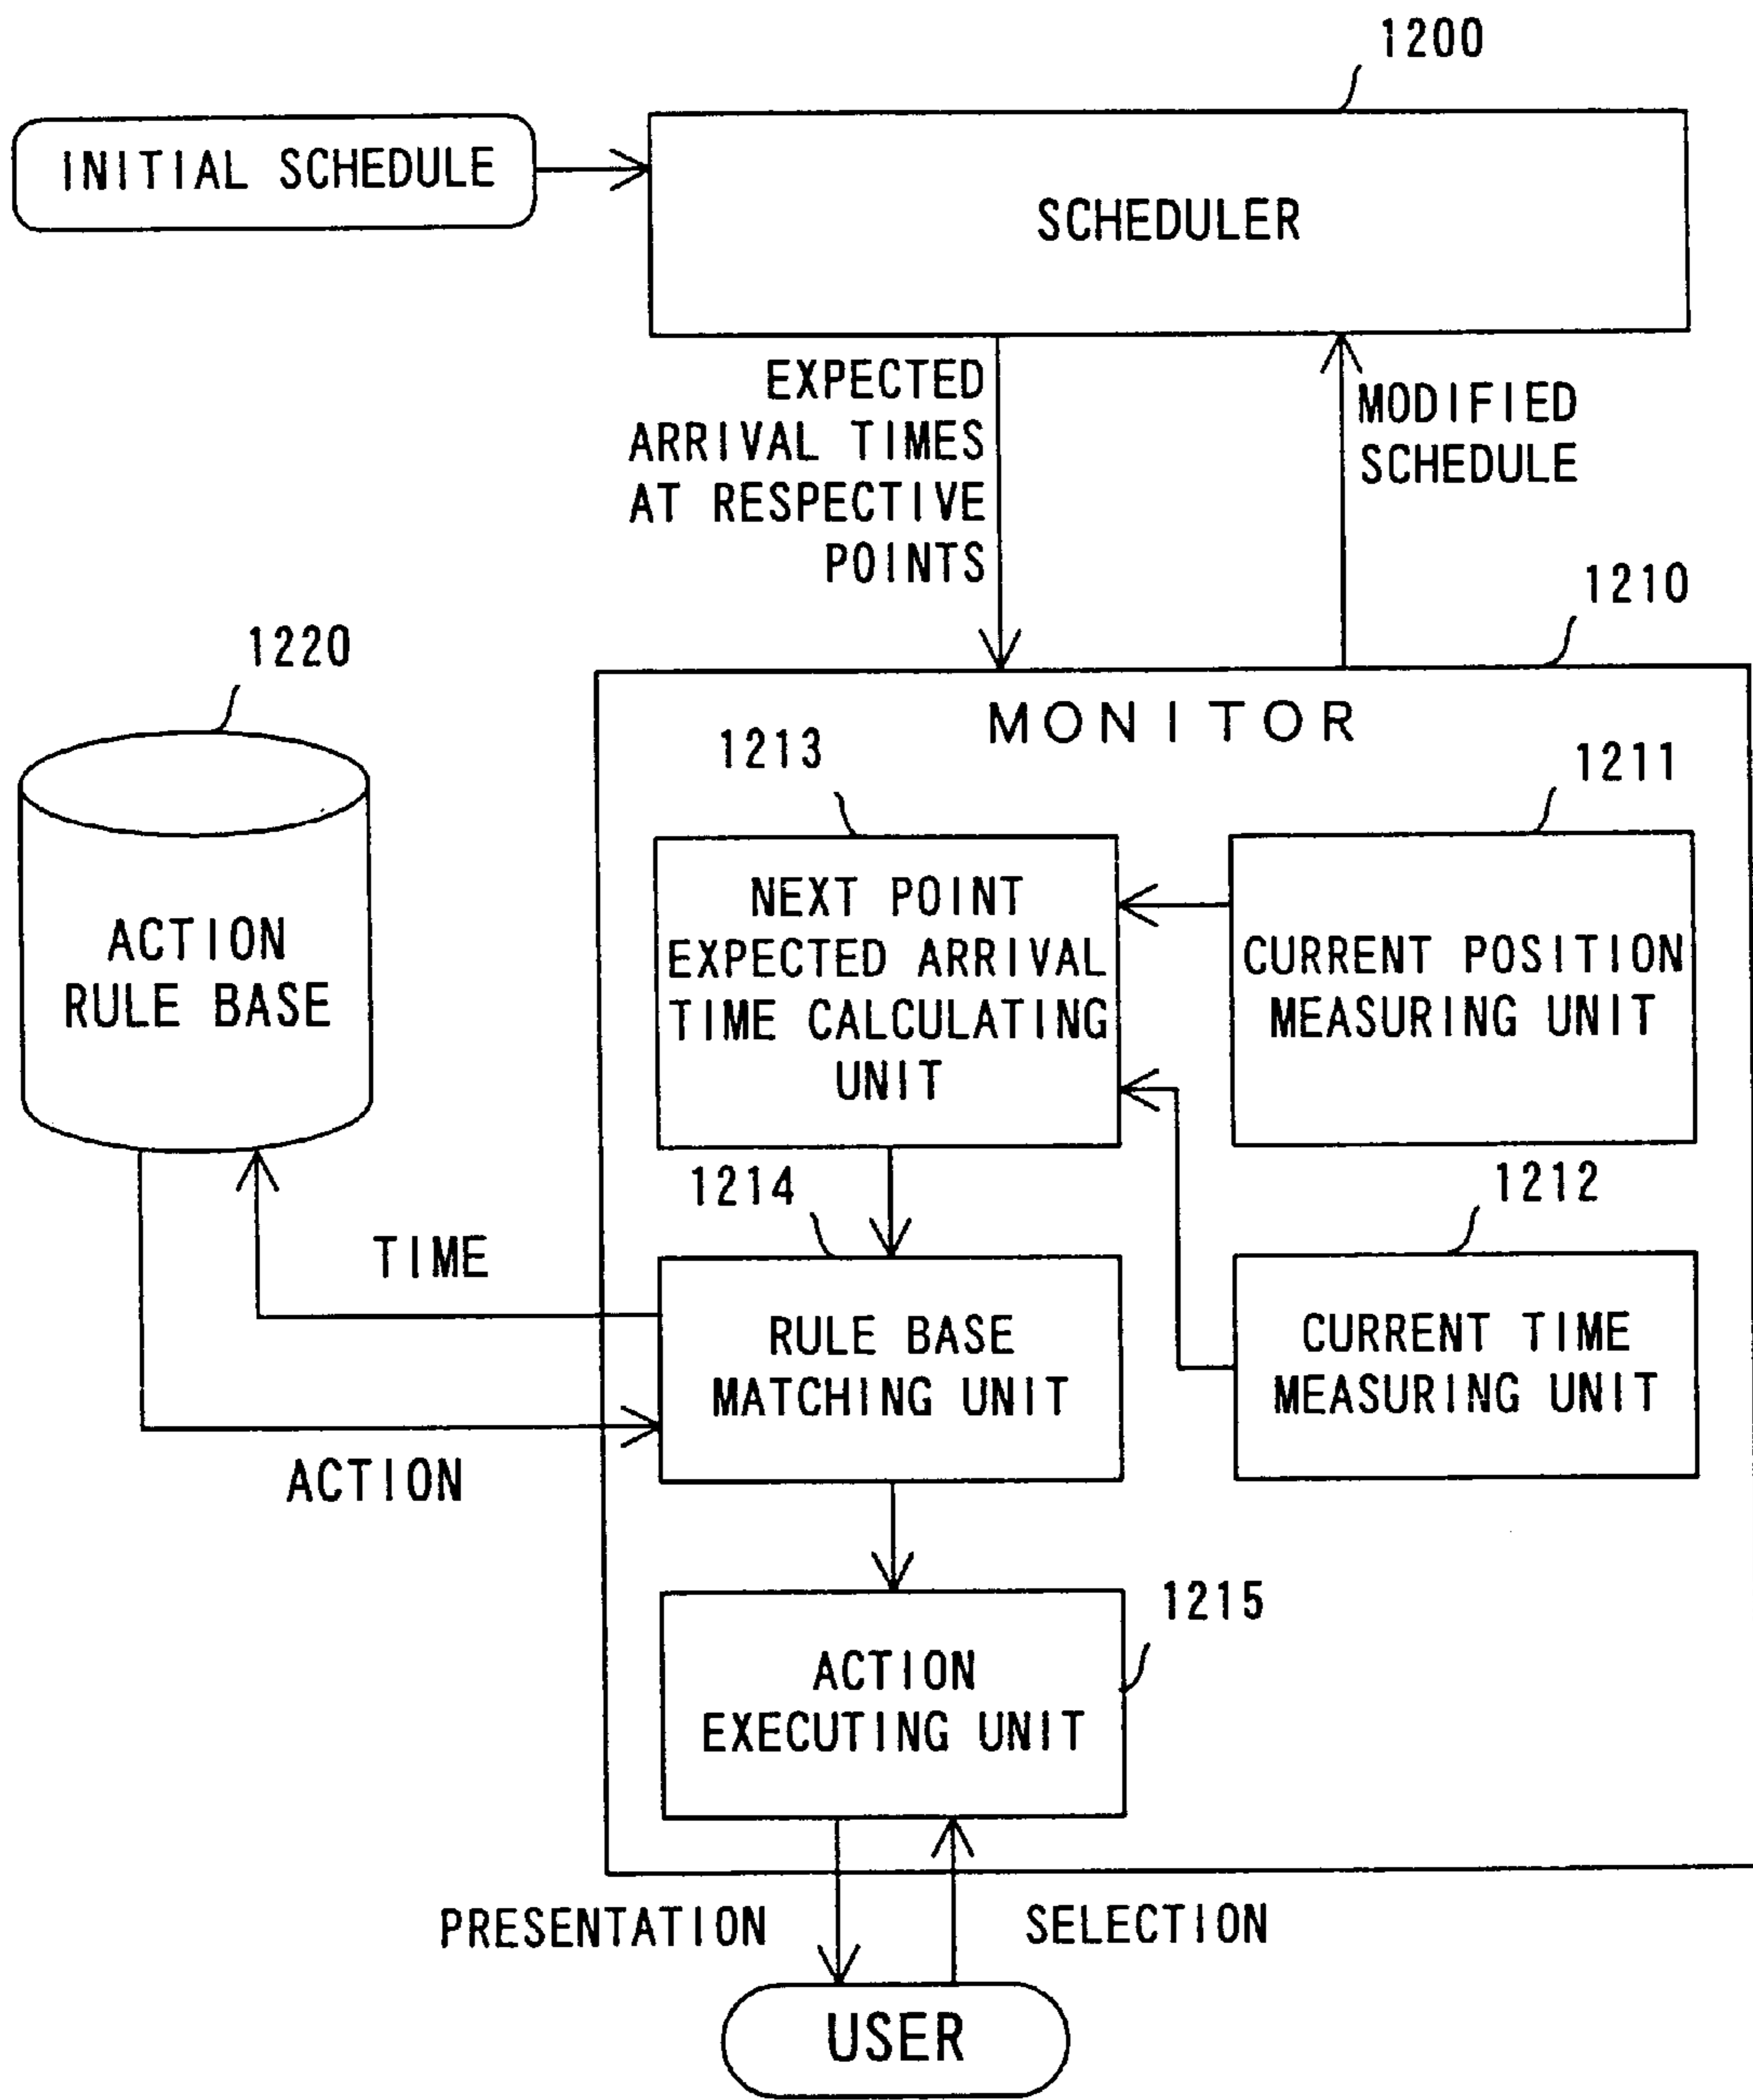 1200
INITIAL SCHEDULE
SCHEDULER
EXPECTED
ARRIVAL TIMES
AT RESPECTIVE
POINTS
MODIFIED
SCHEDULE
1210
1220
MONITOR
1213
1211
ACTION
RULE BASE
NEXT POINT
EXPECTED ARRIVAL
TIME CALCULATING
UNIT
CURRENT POSITION
MEASURING UNIT
1214
1212
TIME
RULE BASE
MATCHING UNIT
CURRENT TIME
MEASURING UNIT
ACTION
1215
ACTION
EXECUTING UNIT
PRESENTATION
SELECTION
USER